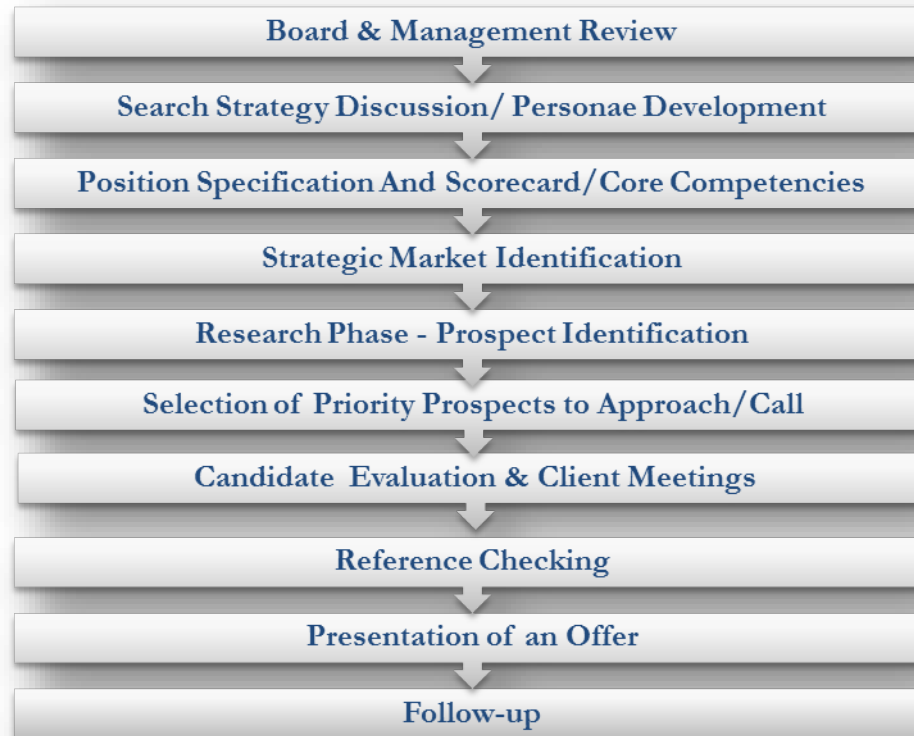 Board & Management Review
Search Strategy Discussion/ Personae Development
Position Specification And Scorecard/Core Competencies
Strategic Market Identification
Research Phase - Prospect Identification
Selection of Priority Prospects to Approach/Call
Candidate Evaluation & Client Meetings
Reference Checking
Presentation of an Offer
Follow-up